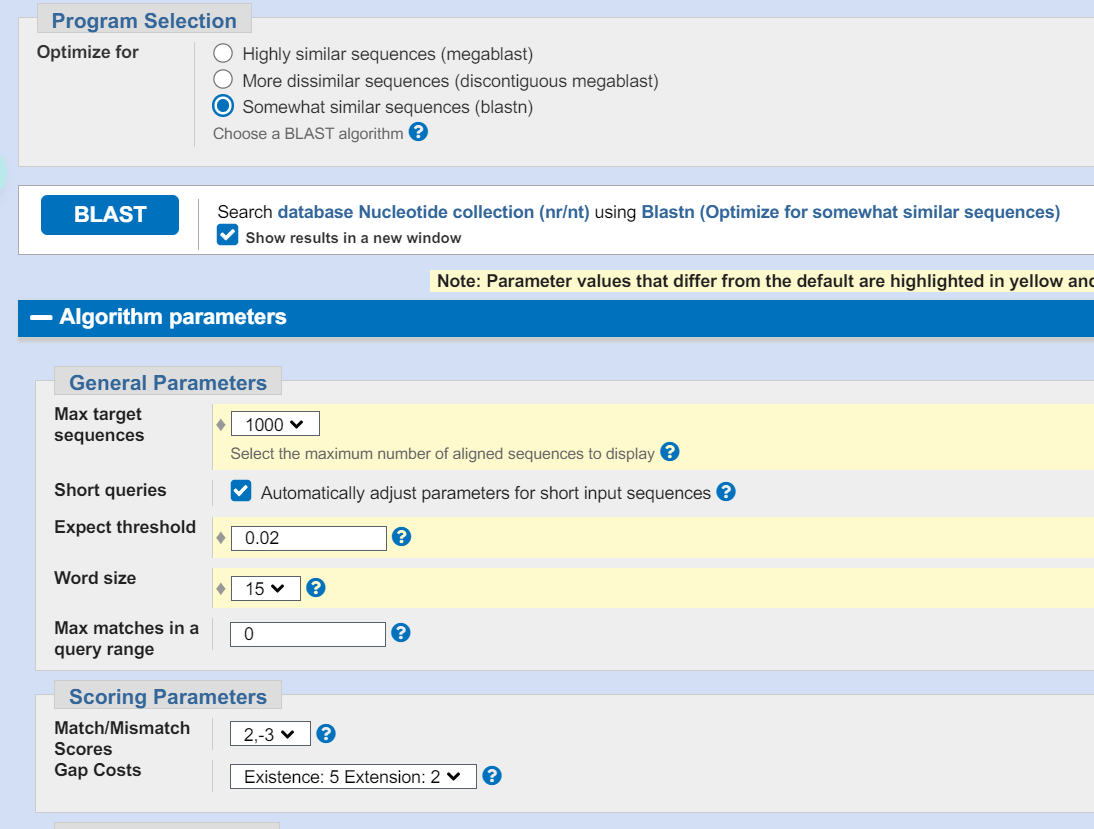 Program Selection
Optimize for
Highly similar sequences (megablast)
More dissimilar sequences (discontiguous megablast)
Somewhat similar sequences (blastn)
Choose a BLAST algorithm ?
BLAST
Search database Nucleotide collection (nr/nt) using Blastn (Optimize for somewhat similar sequences)
Show results in a new window
Note: Parameter values that differ from the default are highlighted in yellow and
Algorithm parameters
General Parameters
Max target sequences
1000
Select the maximum number of aligned sequences to display ?
Short queries
Automatically adjust parameters for short input sequences ?
Expect threshold
0.02 ?
Word size
15 ?
Max matches in a query range
0 ?
Scoring Parameters
Match/Mismatch Scores
2,-3 ?
Gap Costs
Existence: 5 Extension: 2 ?